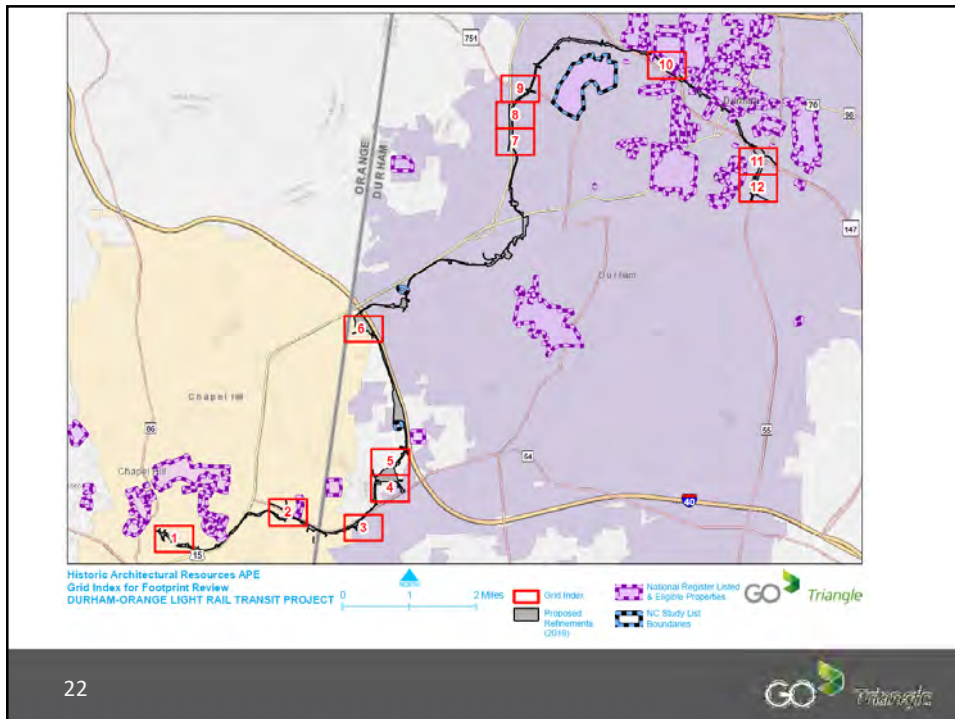 751
10
9
8
7
Durham
70
98
11
12
147
ORANGE
DURHAM
Durham
6
Chapel Hill
86
Chapel Hill
55
54
5
4
40
2
3
1
15
Historic Architectural Resources APE
Grid Index for Footprint Review
DURHAM-ORANGE LIGHT RAIL TRANSIT PROJECT
NORTH
0 1 2 Miles
Grid Index
Proposed
Refinements
(2018)
National Register Listed
& Eligible Properties
NC Study List
Boundaries
GO Triangle
22
GO Triangle